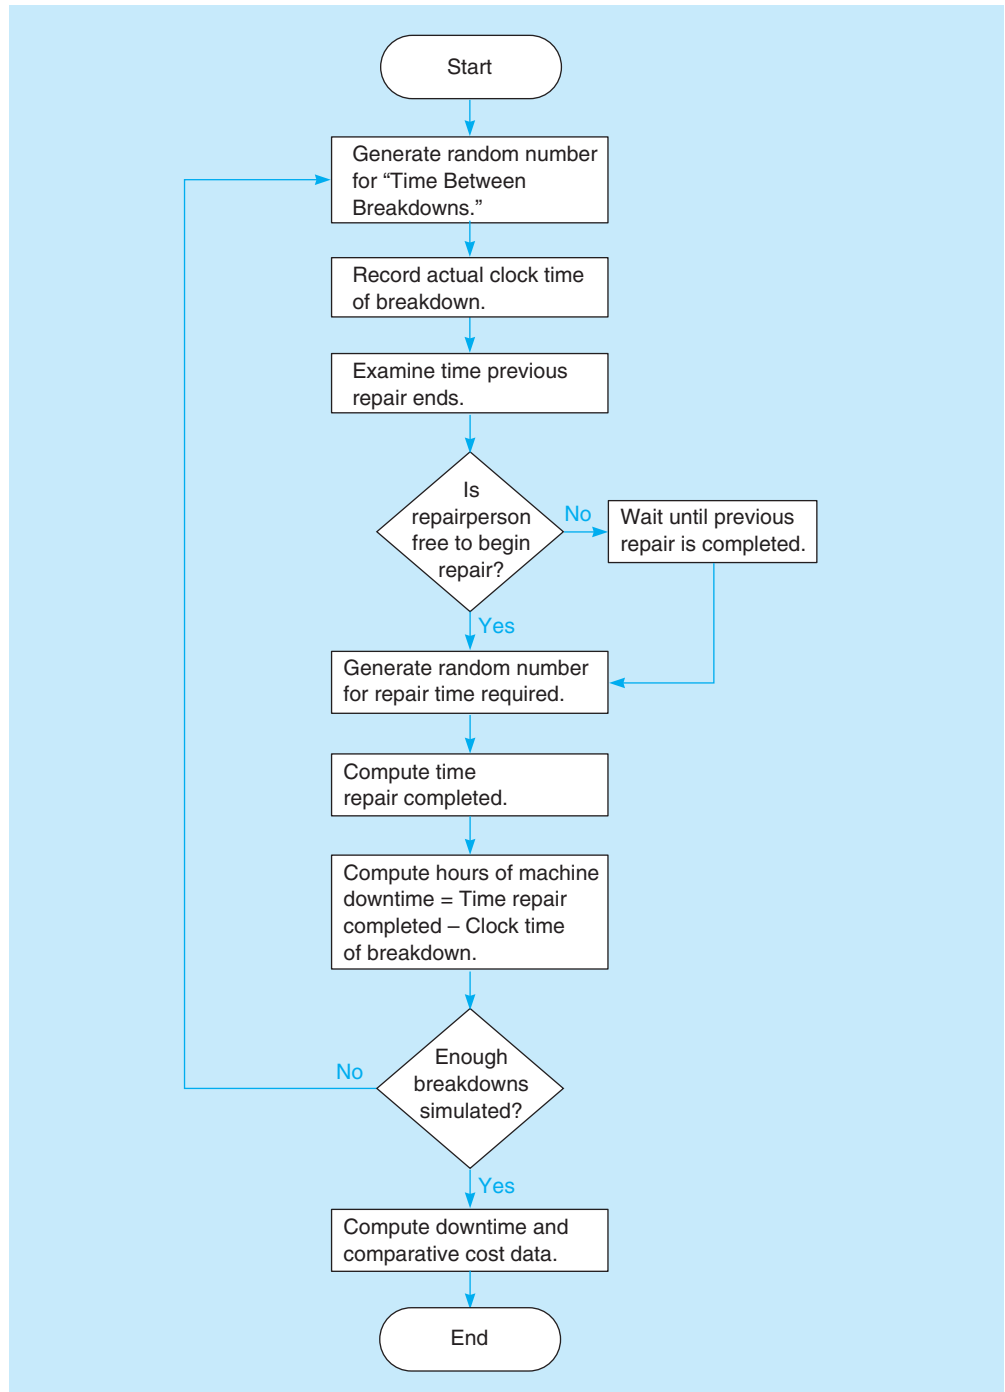 Start
Generate random number
for “Time Between
Breakdowns.”
Record actual clock time
of breakdown.
Examine time previous
repair ends.
Is
repairperson
free to begin
repair?
No
Wait until previous
repair is completed.
Yes
Generate random number
for repair time required.
Compute time
repair completed.
Compute hours of machine
downtime = Time repair
completed – Clock time
of breakdown.
Enough
breakdowns
simulated?
No
Yes
Compute downtime and
comparative cost data.
End